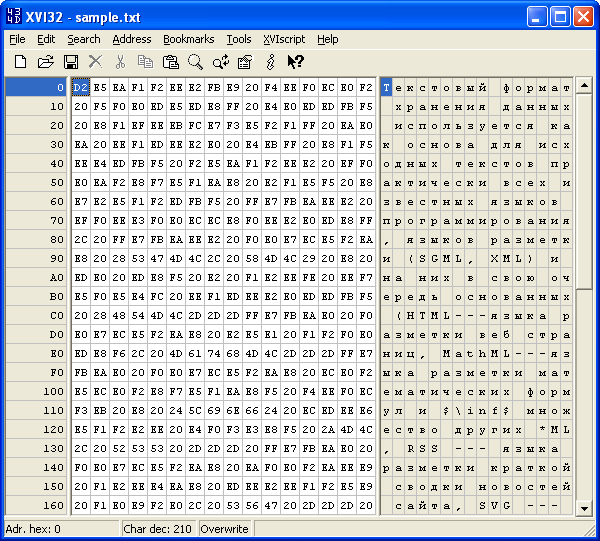 XVI32 - sample.txt
File Edit Search Address Bookmarks Tools XVIscript Help
0 D2 E5 EA F1 F2 EE E2 FB E9 20 F4 EE F0 EC E0 F2 Текстовый формат
10 20 F5 F0 E0 ED E5 ED E8 FF 20 E4 E0 ED ED FB F5 хранения данных
20 20 E8 F1 EF EE EB FC E7 F3 E5 F2 F1 FF 20 EA E0 используется ка
30 EA 20 EE F1 ED EE E2 E0 20 E4 EB FF 20 E8 F1 F5 к основа для исх
40 EE E4 ED FB F5 20 F2 E5 EA F1 F2 EE E2 20 EF F0 одных текстов пр
50 E0 EA F2 E8 F7 E5 F1 EA E8 20 E2 F1 E5 F5 20 E8 актически всех и
60 E7 E2 E5 F1 F2 ED FB F5 20 FF E7 FB EA EE E2 20 звестных языков
70 EF F0 EE E3 F0 E0 EC EC E8 F0 EE E2 E0 ED E8 FF программирования
80 2C 20 FF E7 FB EA EE E2 20 F0 E0 E7 EC E5 F2 EA , языков разметк
90 E8 20 28 53 47 4D 4C 2C 20 58 4D 4C 29 20 E8 20 и (SGML, XML) и
A0 ED E0 20 ED E8 F5 20 E2 20 F1 E2 EE FE 20 EE F7 на них в свою оч
B0 E5 F0 E5 E4 FC 20 EE F1 ED EE E2 E0 ED ED FB F5 ередь основанных
C0 20 28 48 54 4D 4C 2D 2D 2D FF E7 FB EA E0 20 F0 (HTML---языка р
D0 E0 E7 EC E5 F2 EA E8 20 E2 E5 E1 20 F1 F2 F0 E0 азметки веб стра
E0 ED E8 F6 2C 20 4D 61 74 68 4D 4C 2D 2D 2D FF E7 ниц, MathML---яз
F0 FB EA E0 20 F0 E0 E7 EC E5 F2 EA E8 20 EC E0 F2 ыка разметки мат
100 E5 EC E0 F2 E8 F7 E5 F1 EA E8 F5 20 F4 EE F0 EC ематических форм
110 F3 EB 20 E8 20 24 5C 69 6E 66 24 20 EC ED EE E6 ул и $\inf$ множ
120 E5 F1 F2 E2 EE 20 E4 F0 F3 E3 E8 F5 20 2A 4D 4C ество других *ML
130 2C 20 52 53 53 20 2D 2D 2D 20 FF E7 FB EA E0 20 , RSS --- языка
140 F0 E0 E7 EC E5 F2 EA E8 20 EA F0 E0 F2 EA EE E9 разметки краткой
150 20 F1 E2 EE E4 EA E8 20 ED EE E2 EE F1 F2 E5 E9 сводки новостей
160 20 F1 E0 E9 F2 E0 2C 20 53 56 47 20 2D 2D 2D 20 сайта, SVG ---
Adr. hex: 0 Char dec: 210 Overwrite